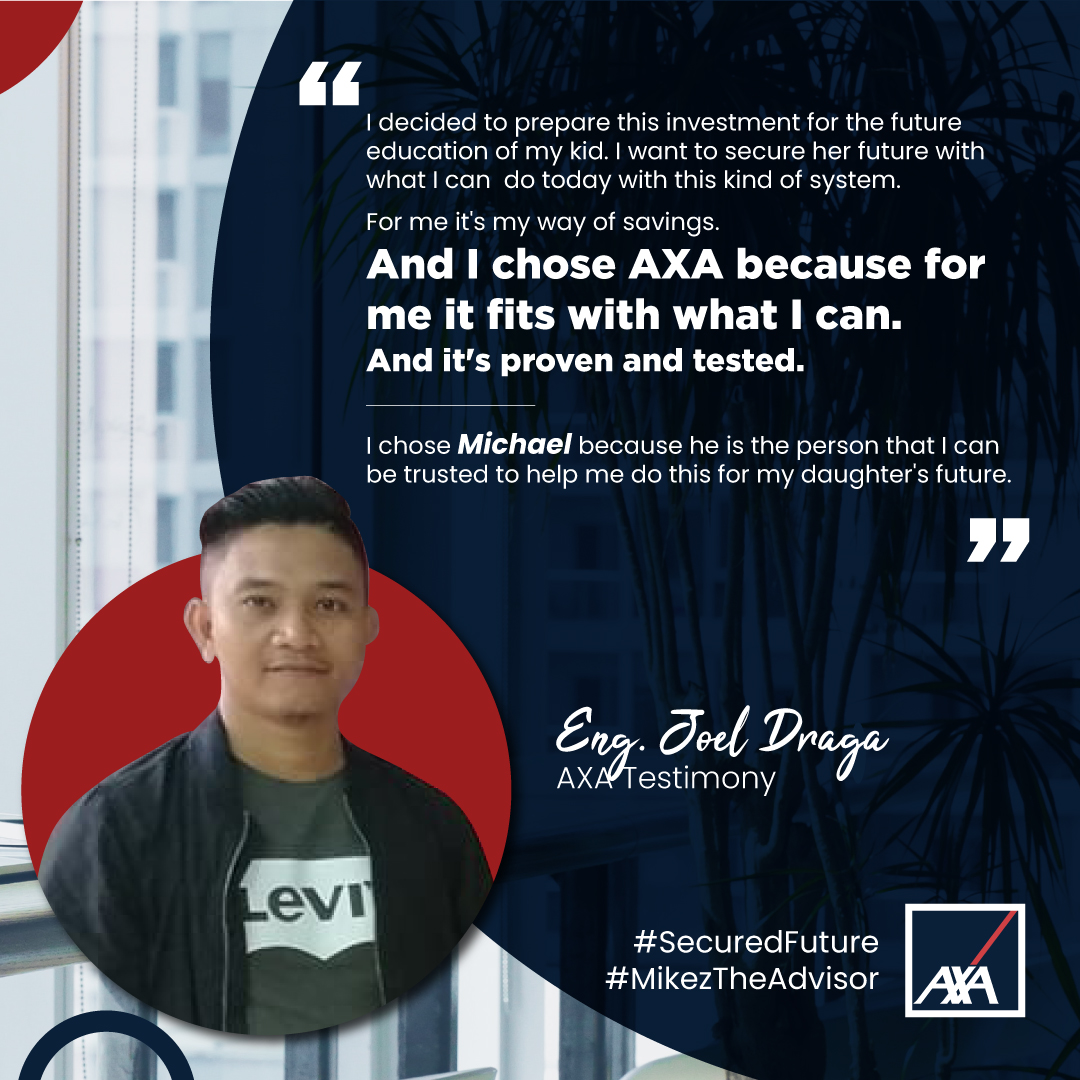 “
I decided to prepare this investment for the future
education of my kid. I want to secure her future with
what I can  do today with this kind of system.
For me it's my way of savings.
And I chose AXA because for
me it fits with what I can.
And it's proven and tested.
I chose Michael because he is the person that I can
be trusted to help me do this for my daughter's future.
”
Levi'
Eng. Joel Draga
AXA Testimony
#SecuredFuture
#MikezTheAdvisor
AXA